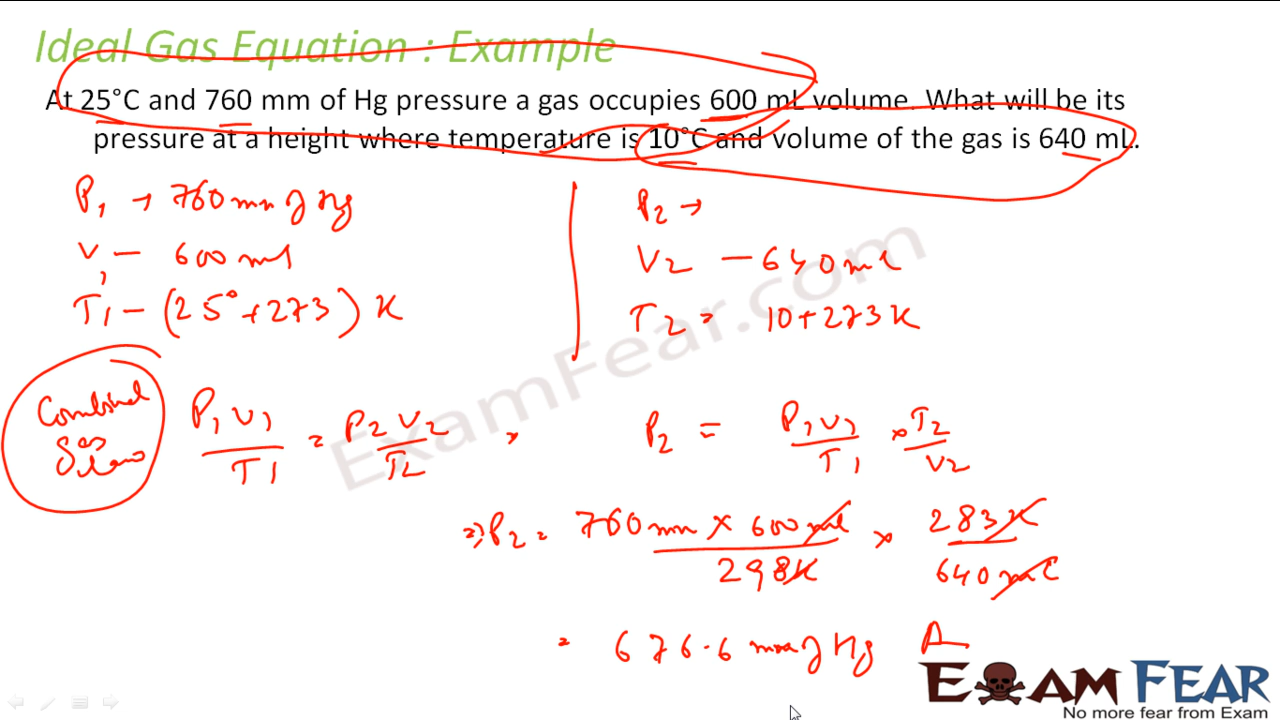 Ideal Gas Equation : Example
At 25°C and 760 mm of Hg pressure a gas occupies 600 mL volume. What will be its
pressure at a height where temperature is 10°C and volume of the gas is 640 mL.
P₁ → 760 mm of Hg
V₁ — 600 ml
T₁ — (25° + 273) K
P₂ →
V₂ — 640 ml
T₂ = 10 + 273 K
Combined
gas
law
P₁V₁/T₁ = P₂V₂/T₂
P₂ = P₁V₁/T₁ × T₂/V₂
⇒ P₂ = 760 mm × 600 ml/298 K × 283 K/640 ml
= 676.6 mm of Hg
ExamFear.com
EXAM FEAR
No more fear from Exam